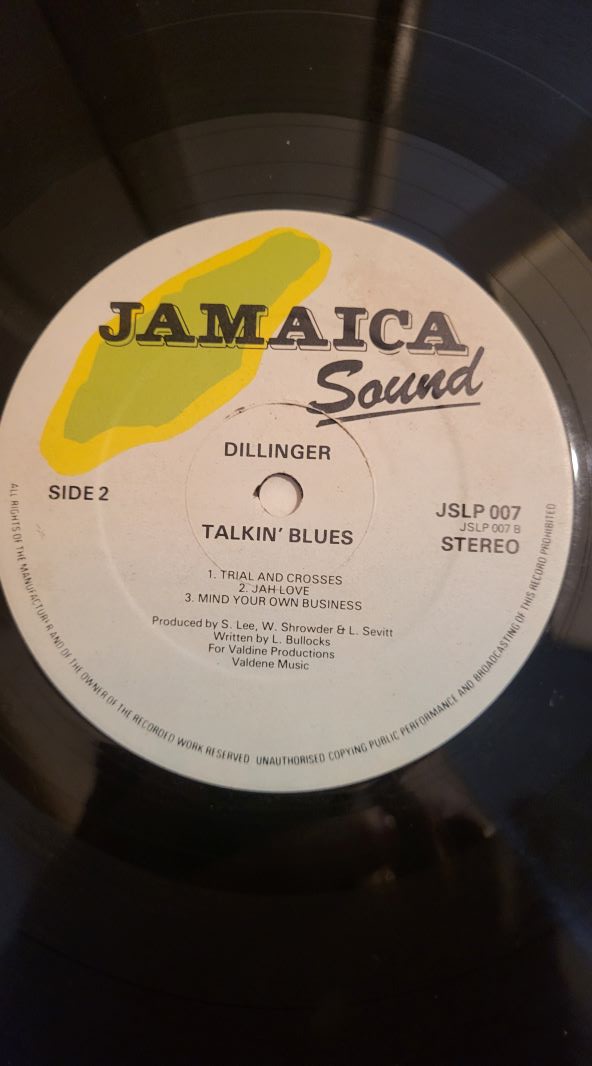 JAMAICA
Sound
DILLINGER
SIDE 2
JSLP 007
JSLP 007 B
STEREO
TALKIN' BLUES
1. TRIAL AND CROSSES
2. JAH LOVE
3. MIND YOUR OWN BUSINESS
Produced by S. Lee, W. Shrowder & L. Sevitt
Written by L. Bullocks
For Valdine Productions
Valdene Music
ALL RIGHTS OF THE MANUFACTURER AND OF THE OWNER OF THE RECORDED WORK RESERVED UNAUTHORISED COPYING PUBLIC PERFORMANCE AND BROADCASTING OF THIS RECORD PROHIBITED